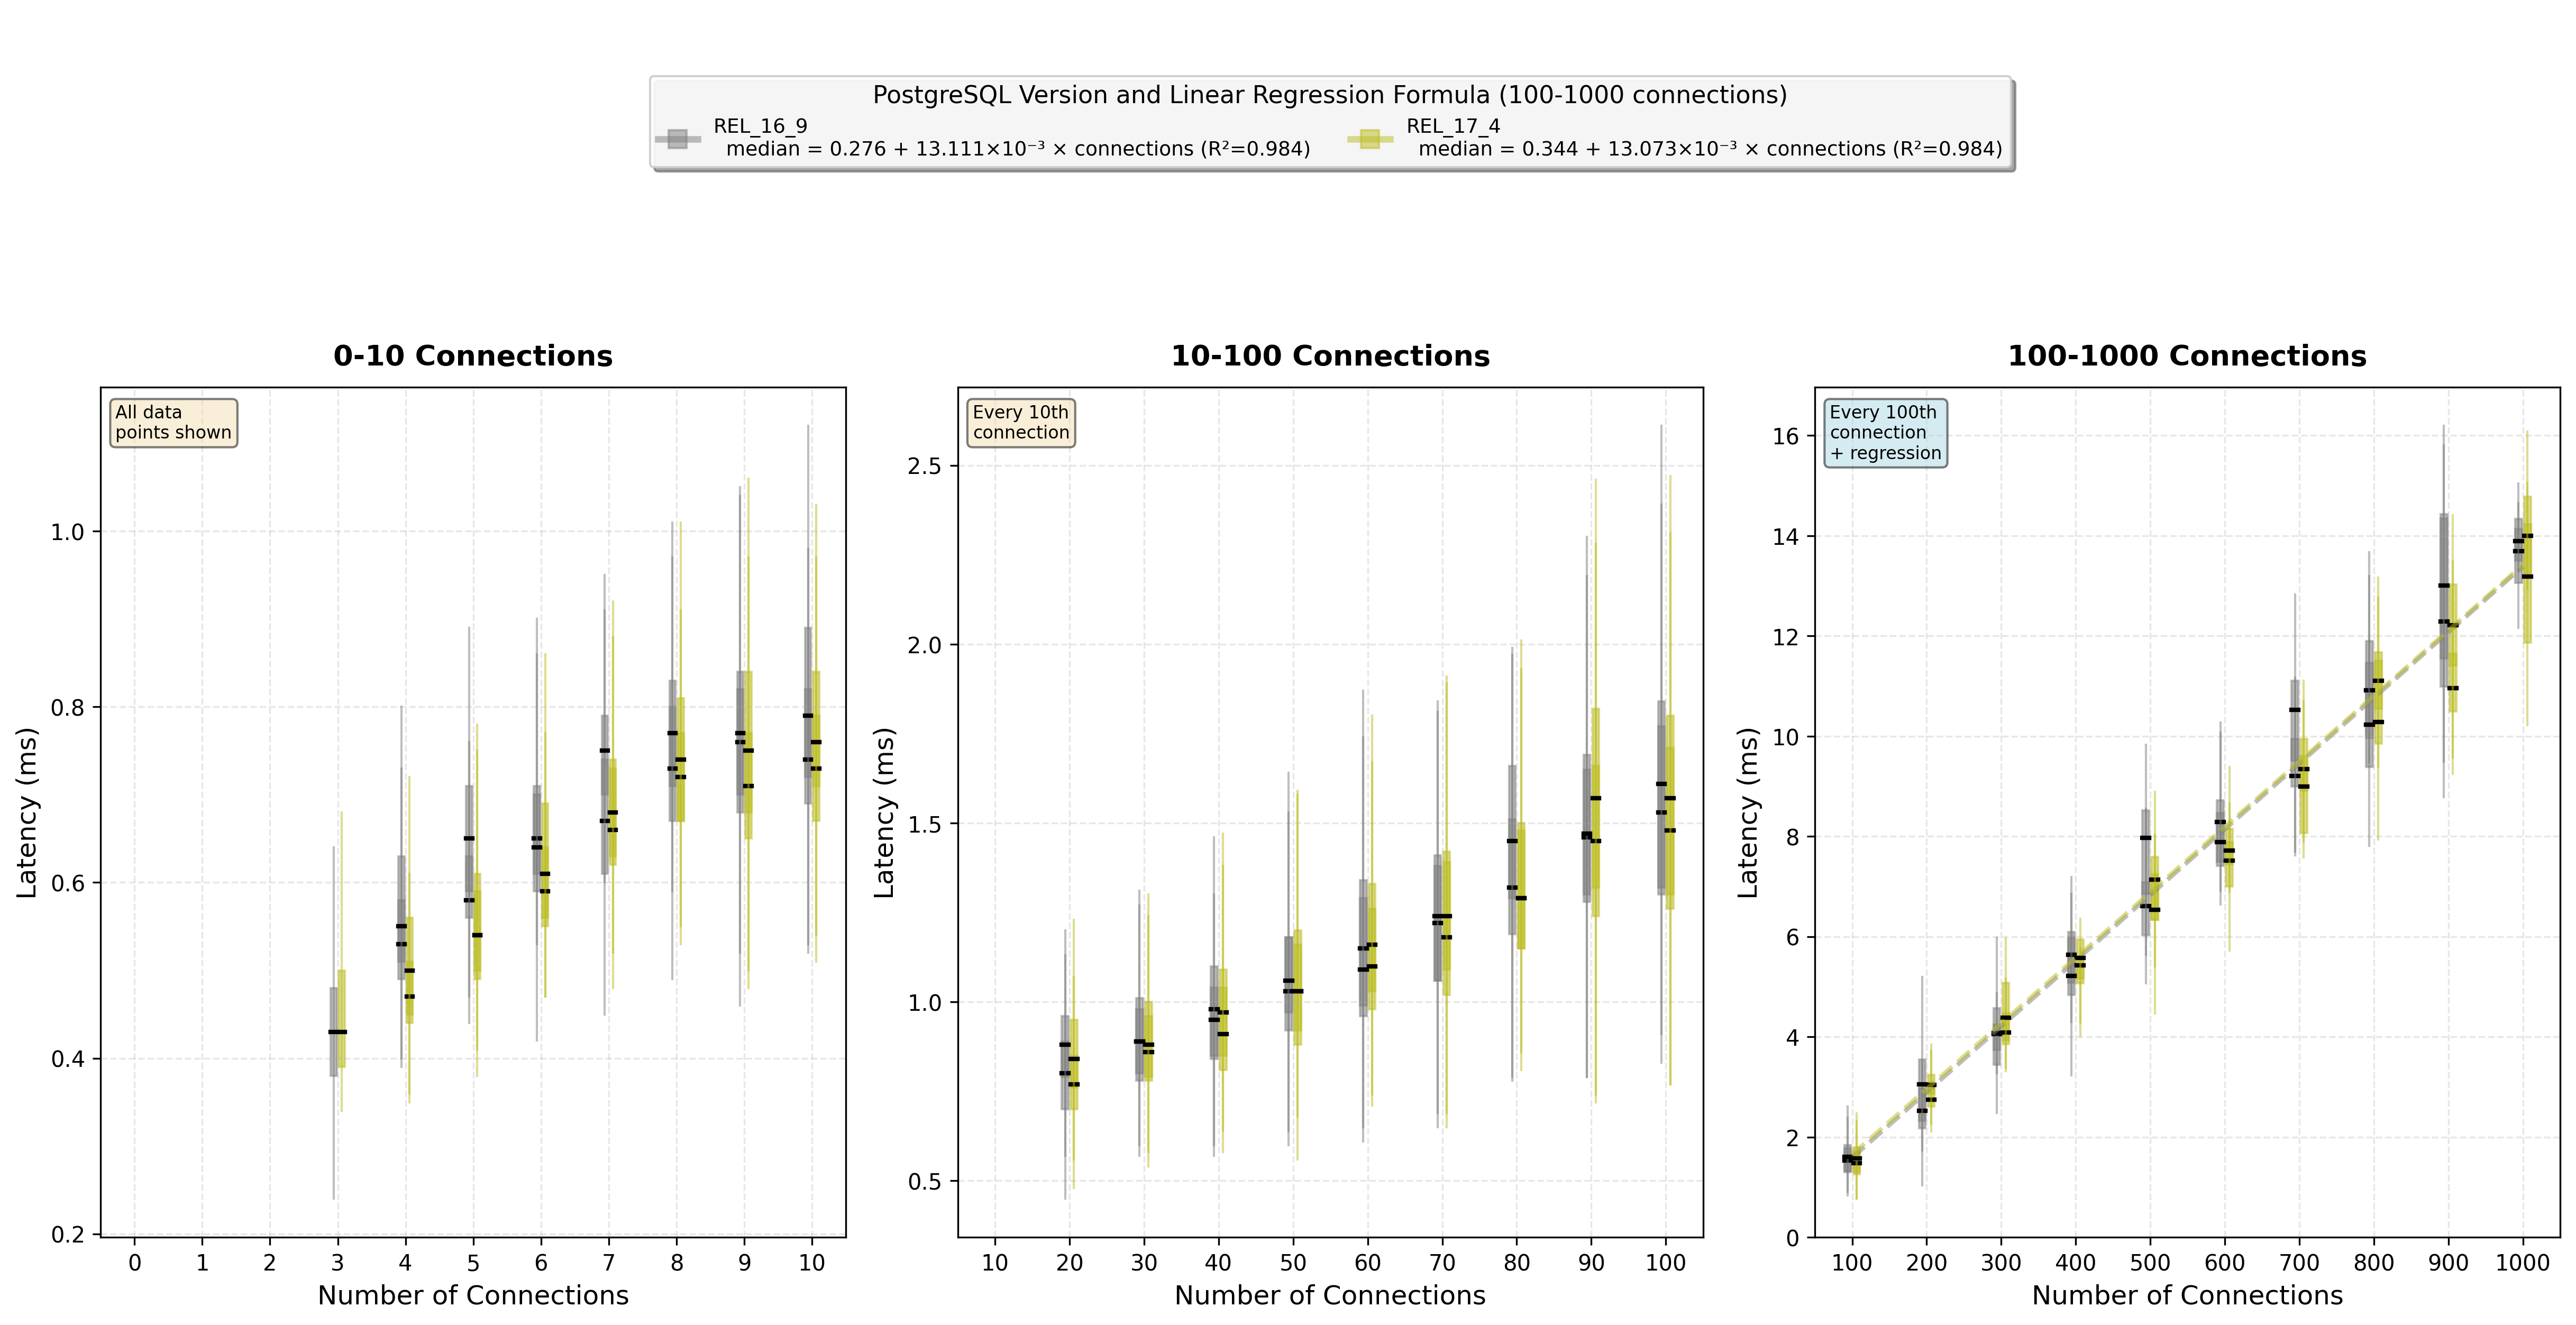 PostgreSQL Version and Linear Regression Formula (100-1000 connections)
REL_16_9
median = 0.276 + 13.111×10⁻³ × connections (R²=0.984)
REL_17_4
median = 0.344 + 13.073×10⁻³ × connections (R²=0.984)
0-10 Connections
All data
points shown
1.0
0.8
0.6
0.4
0.2
Latency (ms)
0 1 2 3 4 5 6 7 8 9 10
Number of Connections
10-100 Connections
Every 10th
connection
2.5
2.0
1.5
1.0
0.5
Latency (ms)
10 20 30 40 50 60 70 80 90 100
Number of Connections
100-1000 Connections
Every 100th
connection
+ regression
16
14
12
10
8
6
4
2
0
Latency (ms)
100 200 300 400 500 600 700 800 900 1000
Number of Connections